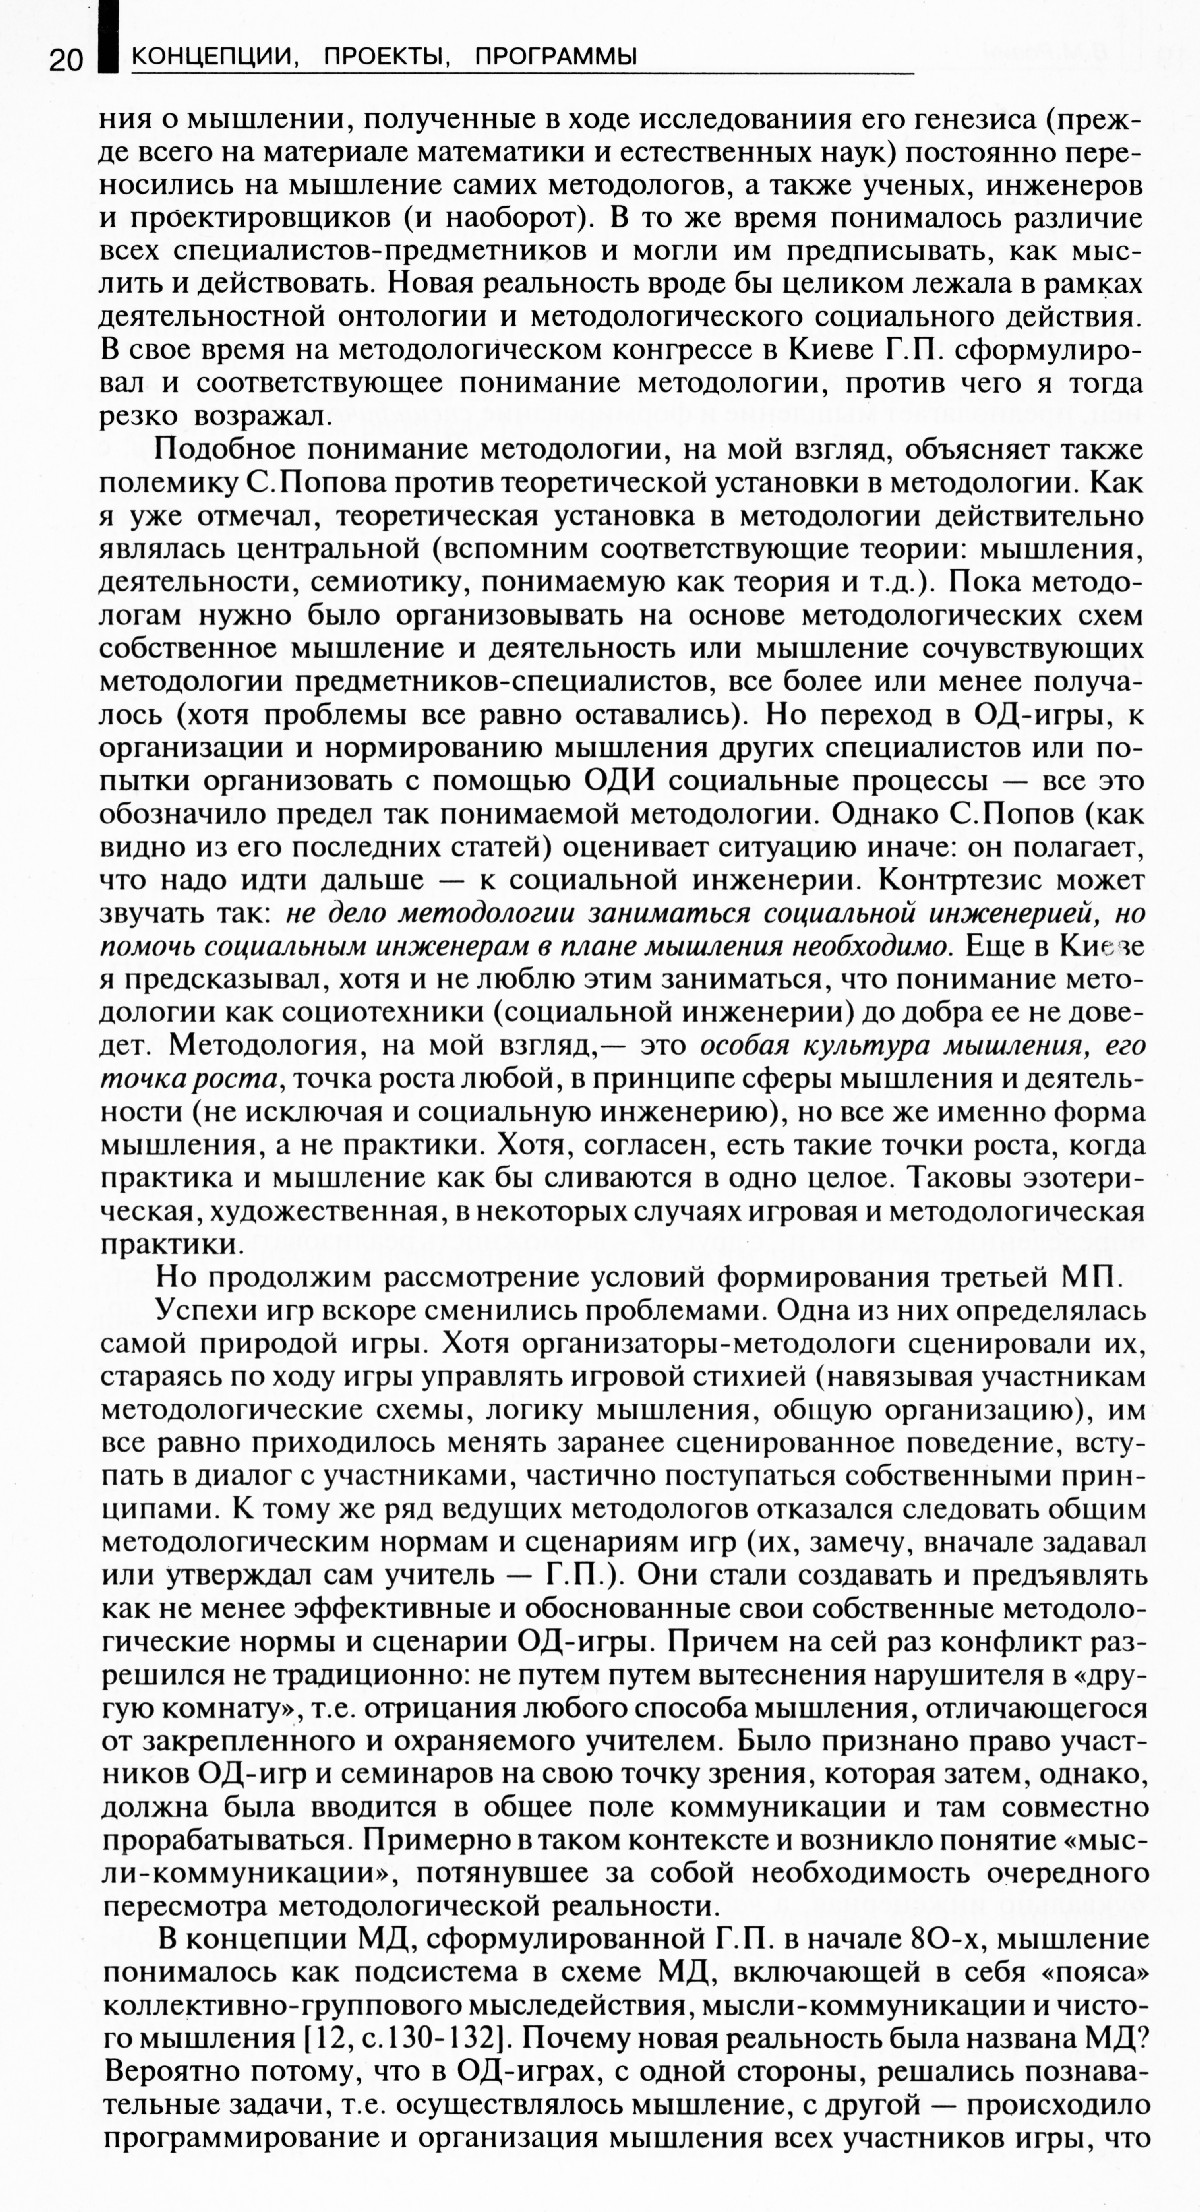 20 КОНЦЕПЦИИ, ПРОЕКТЫ, ПРОГРАММЫ
ния о мышлении, полученные в ходе исследованиия его генезиса (преж-
де всего на материале математики и естественных наук) постоянно пере-
носились на мышление самих методологов, а также ученых, инженеров
и проектировщиков (и наоборот). В то же время понималось различие
всех специалистов-предметников и могли им предписывать, как мыс-
лить и действовать. Новая реальность вроде бы целиком лежала в рамках
деятельностной онтологии и методологического социального действия.
В свое время на методологическом конгрессе в Киеве Г.П. сформулиро-
вал и соответствующее понимание методологии, против чего я тогда
резко возражал.
Подобное понимание методологии, на мой взгляд, объясняет также
полемику С.Попова против теоретической установки в методологии. Как
я уже отмечал, теоретическая установка в методологии действительно
являлась центральной (вспомним соответствующие теории: мышления,
деятельности, семиотику, понимаемую как теория и т.д.). Пока методо-
логам нужно было организовывать на основе методологических схем
собственное мышление и деятельность или мышление сочувствующих
методологии предметников-специалистов, все более или менее получа-
лось (хотя проблемы все равно оставались). Но переход в ОД-игры, к
организации и нормированию мышления других специалистов или по-
пытки организовать с помощью ОДИ социальные процессы — все это
обозначило предел так понимаемой методологии. Однако С.Попов (как
видно из его последних статей) оценивает ситуацию иначе: он полагает,
что надо идти дальше — к социальной инженерии. Контртезис может
звучать так: не дело методологии заниматься социальной инженерией, но
помочь социальным инженерам в плане мышления необходимо. Еще в Киеве
я предсказывал, хотя и не люблю этим заниматься, что понимание мето-
дологии как социотехники (социальной инженерии) до добра ее не дове-
дет. Методология, на мой взгляд,— это особая культура мышления, его
точка роста, точка роста любой, в принципе сферы мышления и деятель-
ности (не исключая и социальную инженерию), но все же именно форма
мышления, а не практики. Хотя, согласен, есть такие точки роста, когда
практика и мышление как бы сливаются в одно целое. Таковы эзотери-
ческая, художественная, в некоторых случаях игровая и методологическая
практики.
Но продолжим рассмотрение условий формирования третьей МП.
Успехи игр вскоре сменились проблемами. Одна из них определялась
самой природой игры. Хотя организаторы-методологи сценировали их,
стараясь по ходу игры управлять игровой стихией (навязывая участникам
методологические схемы, логику мышления, общую организацию), им
все равно приходилось менять заранее сценированное поведение, всту-
пать в диалог с участниками, частично поступаться собственными прин-
ципами. К тому же ряд ведущих методологов отказался следовать общим
методологическим нормам и сценариям игр (их, замечу, вначале задавал
или утверждал сам учитель — Г.П.). Они стали создавать и предъявлять
как не менее эффективные и обоснованные свои собственные методоло-
гические нормы и сценарии ОД-игры. Причем на сей раз конфликт раз-
решился не традиционно: не путем путем вытеснения нарушителя в «дру-
гую комнату», т.е. отрицания любого способа мышления, отличающегося
от закрепленного и охраняемого учителем. Было признано право участ-
ников ОД-игр и семинаров на свою точку зрения, которая затем, однако,
должна была вводится в общее поле коммуникации и там совместно
прорабатываться. Примерно в таком контексте и возникло понятие «мыс-
ли-коммуникации», потянувшее за собой необходимость очередного
пересмотра методологической реальности.
В концепции МД, сформулированной Г.П. в начале 8О-х, мышление
понималось как подсистема в схеме МД, включающей в себя «пояса»
коллективно-группового мыследействия, мысли-коммуникации и чисто-
го мышления [12, с.130-132]. Почему новая реальность была названа МД?
Вероятно потому, что в ОД-играх, с одной стороны, решались познава-
тельные задачи, т.е. осуществлялось мышление, с другой — происходило
программирование и организация мышления всех участников игры, что